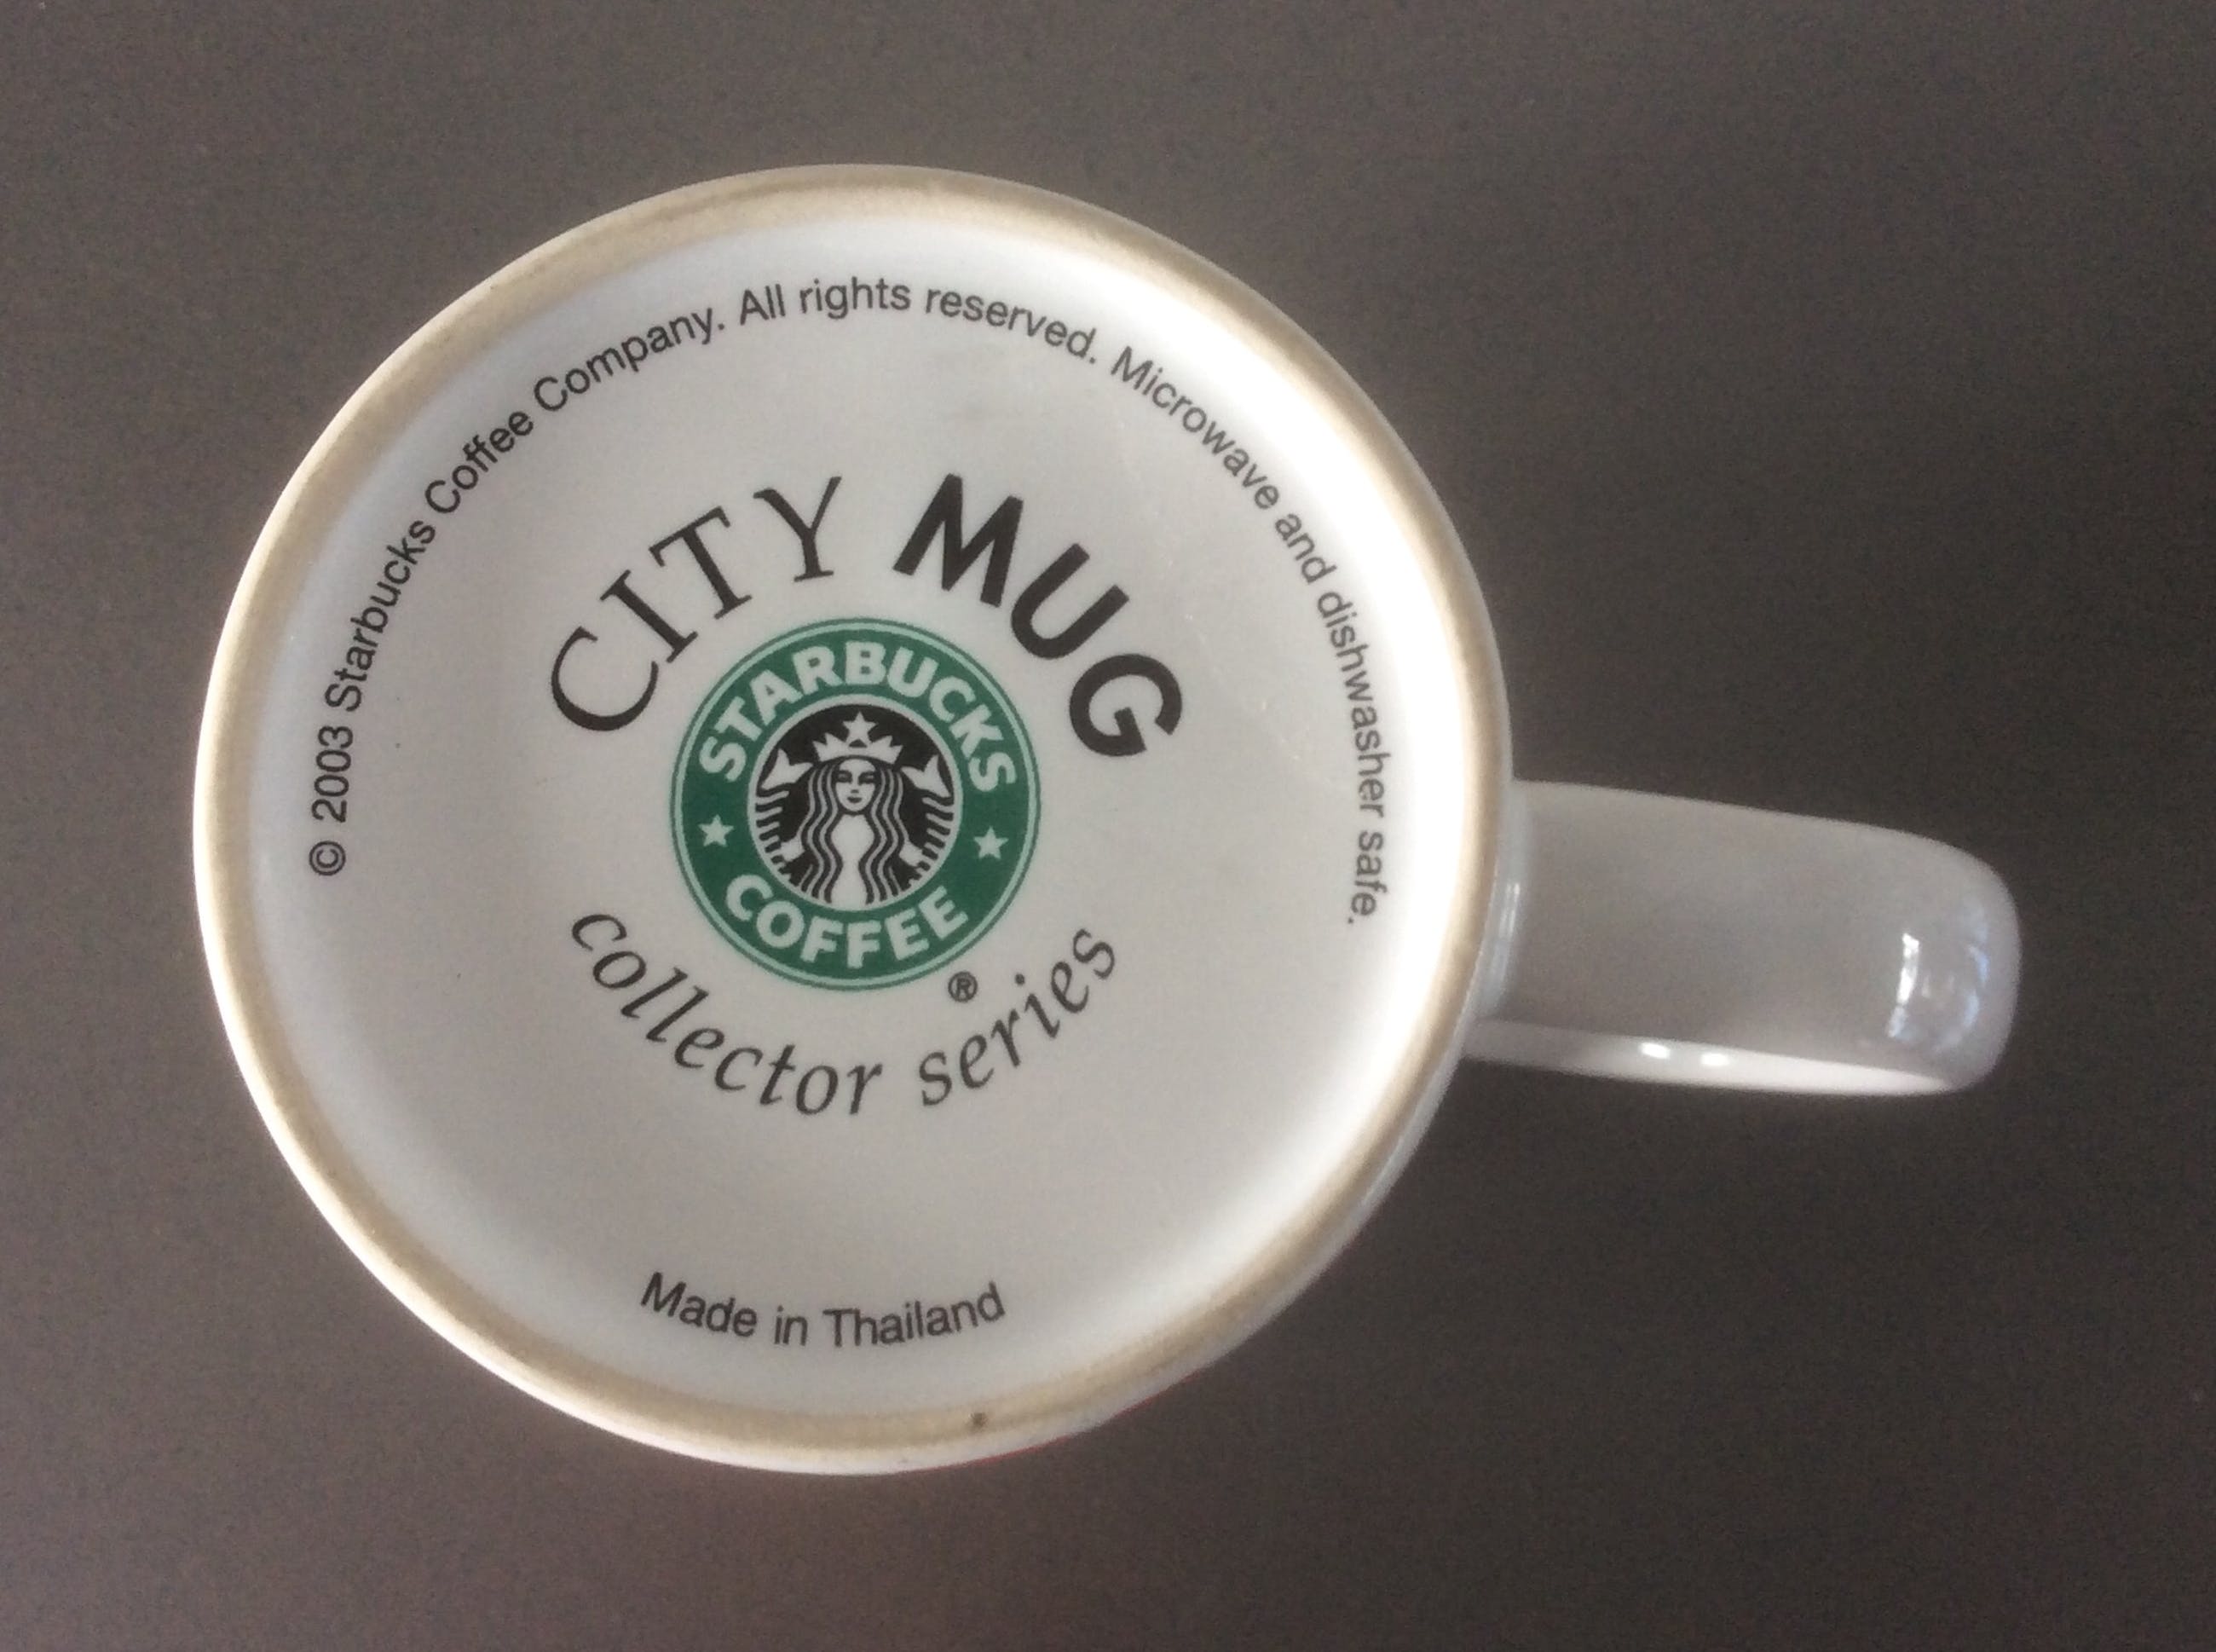 © 2003 Starbucks Coffee Company. All rights reserved. Microwave and dishwasher safe.
CITY MUG
STARBUCKS
COFFEE
®
collector series
Made in Thailand